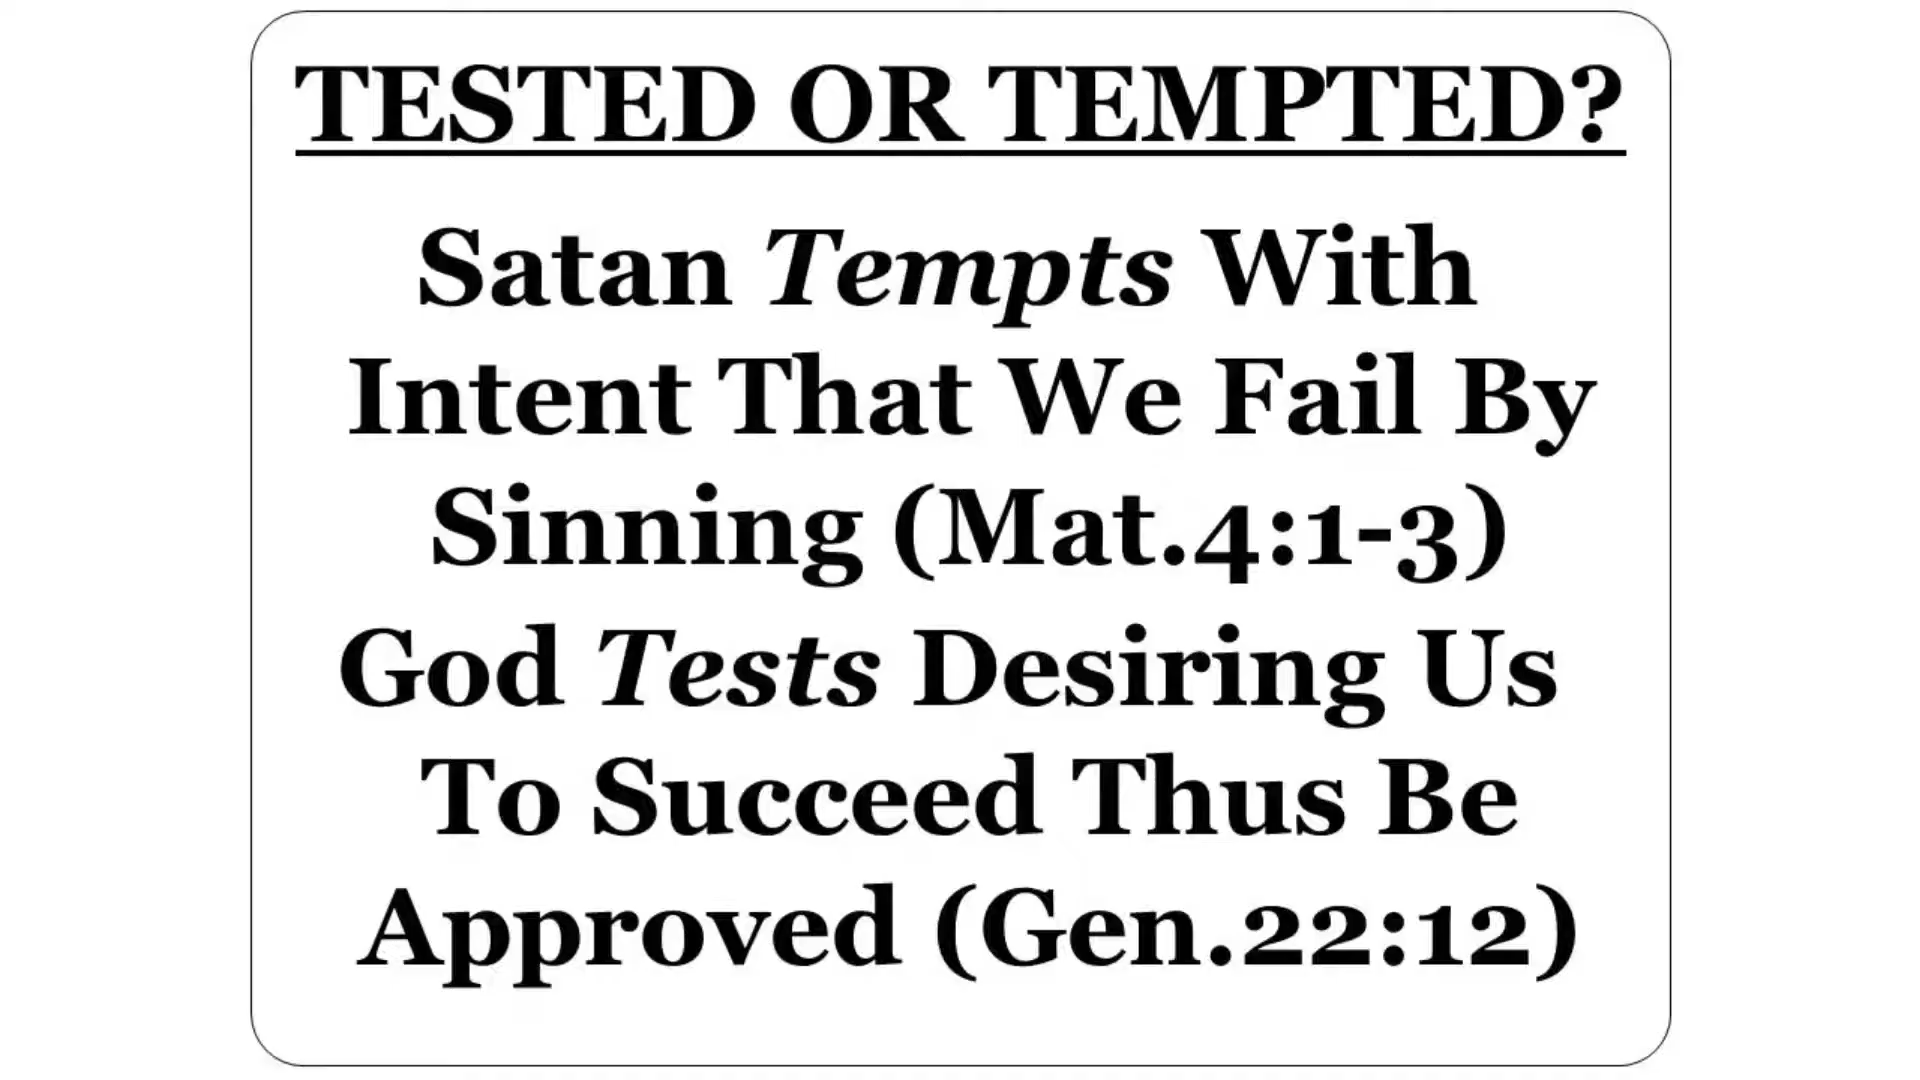 TESTED OR TEMPTED?
Satan Tempts With
Intent That We Fail By
Sinning (Mat.4:1-3)
God Tests Desiring Us
To Succeed Thus Be
Approved (Gen.22:12)